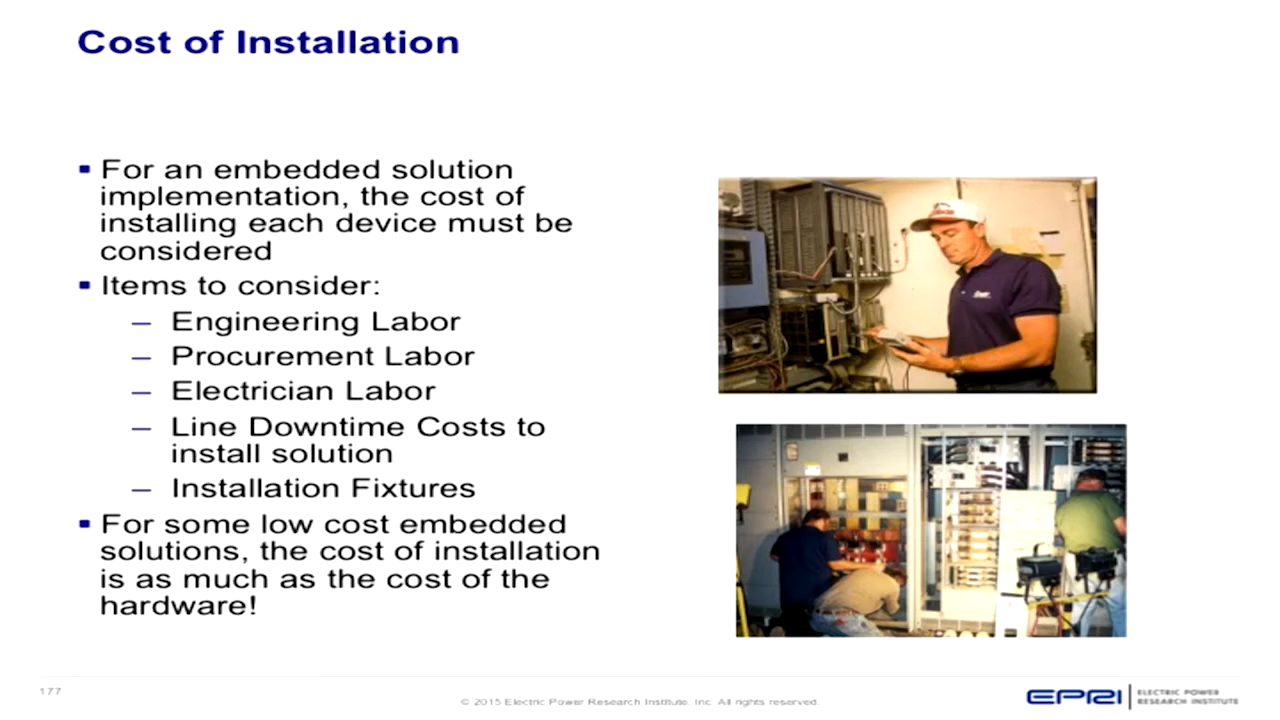 Cost of Installation
▪ For an embedded solution
implementation, the cost of
installing each device must be
considered
▪ Items to consider:
– Engineering Labor
– Procurement Labor
– Electrician Labor
– Line Downtime Costs to
install solution
– Installation Fixtures
▪ For some low cost embedded
solutions, the cost of installation
is as much as the cost of the
hardware!
177
© 2015 Electric Power Research Institute, Inc. All rights reserved.
EPRI
ELECTRIC POWER
RESEARCH INSTITUTE